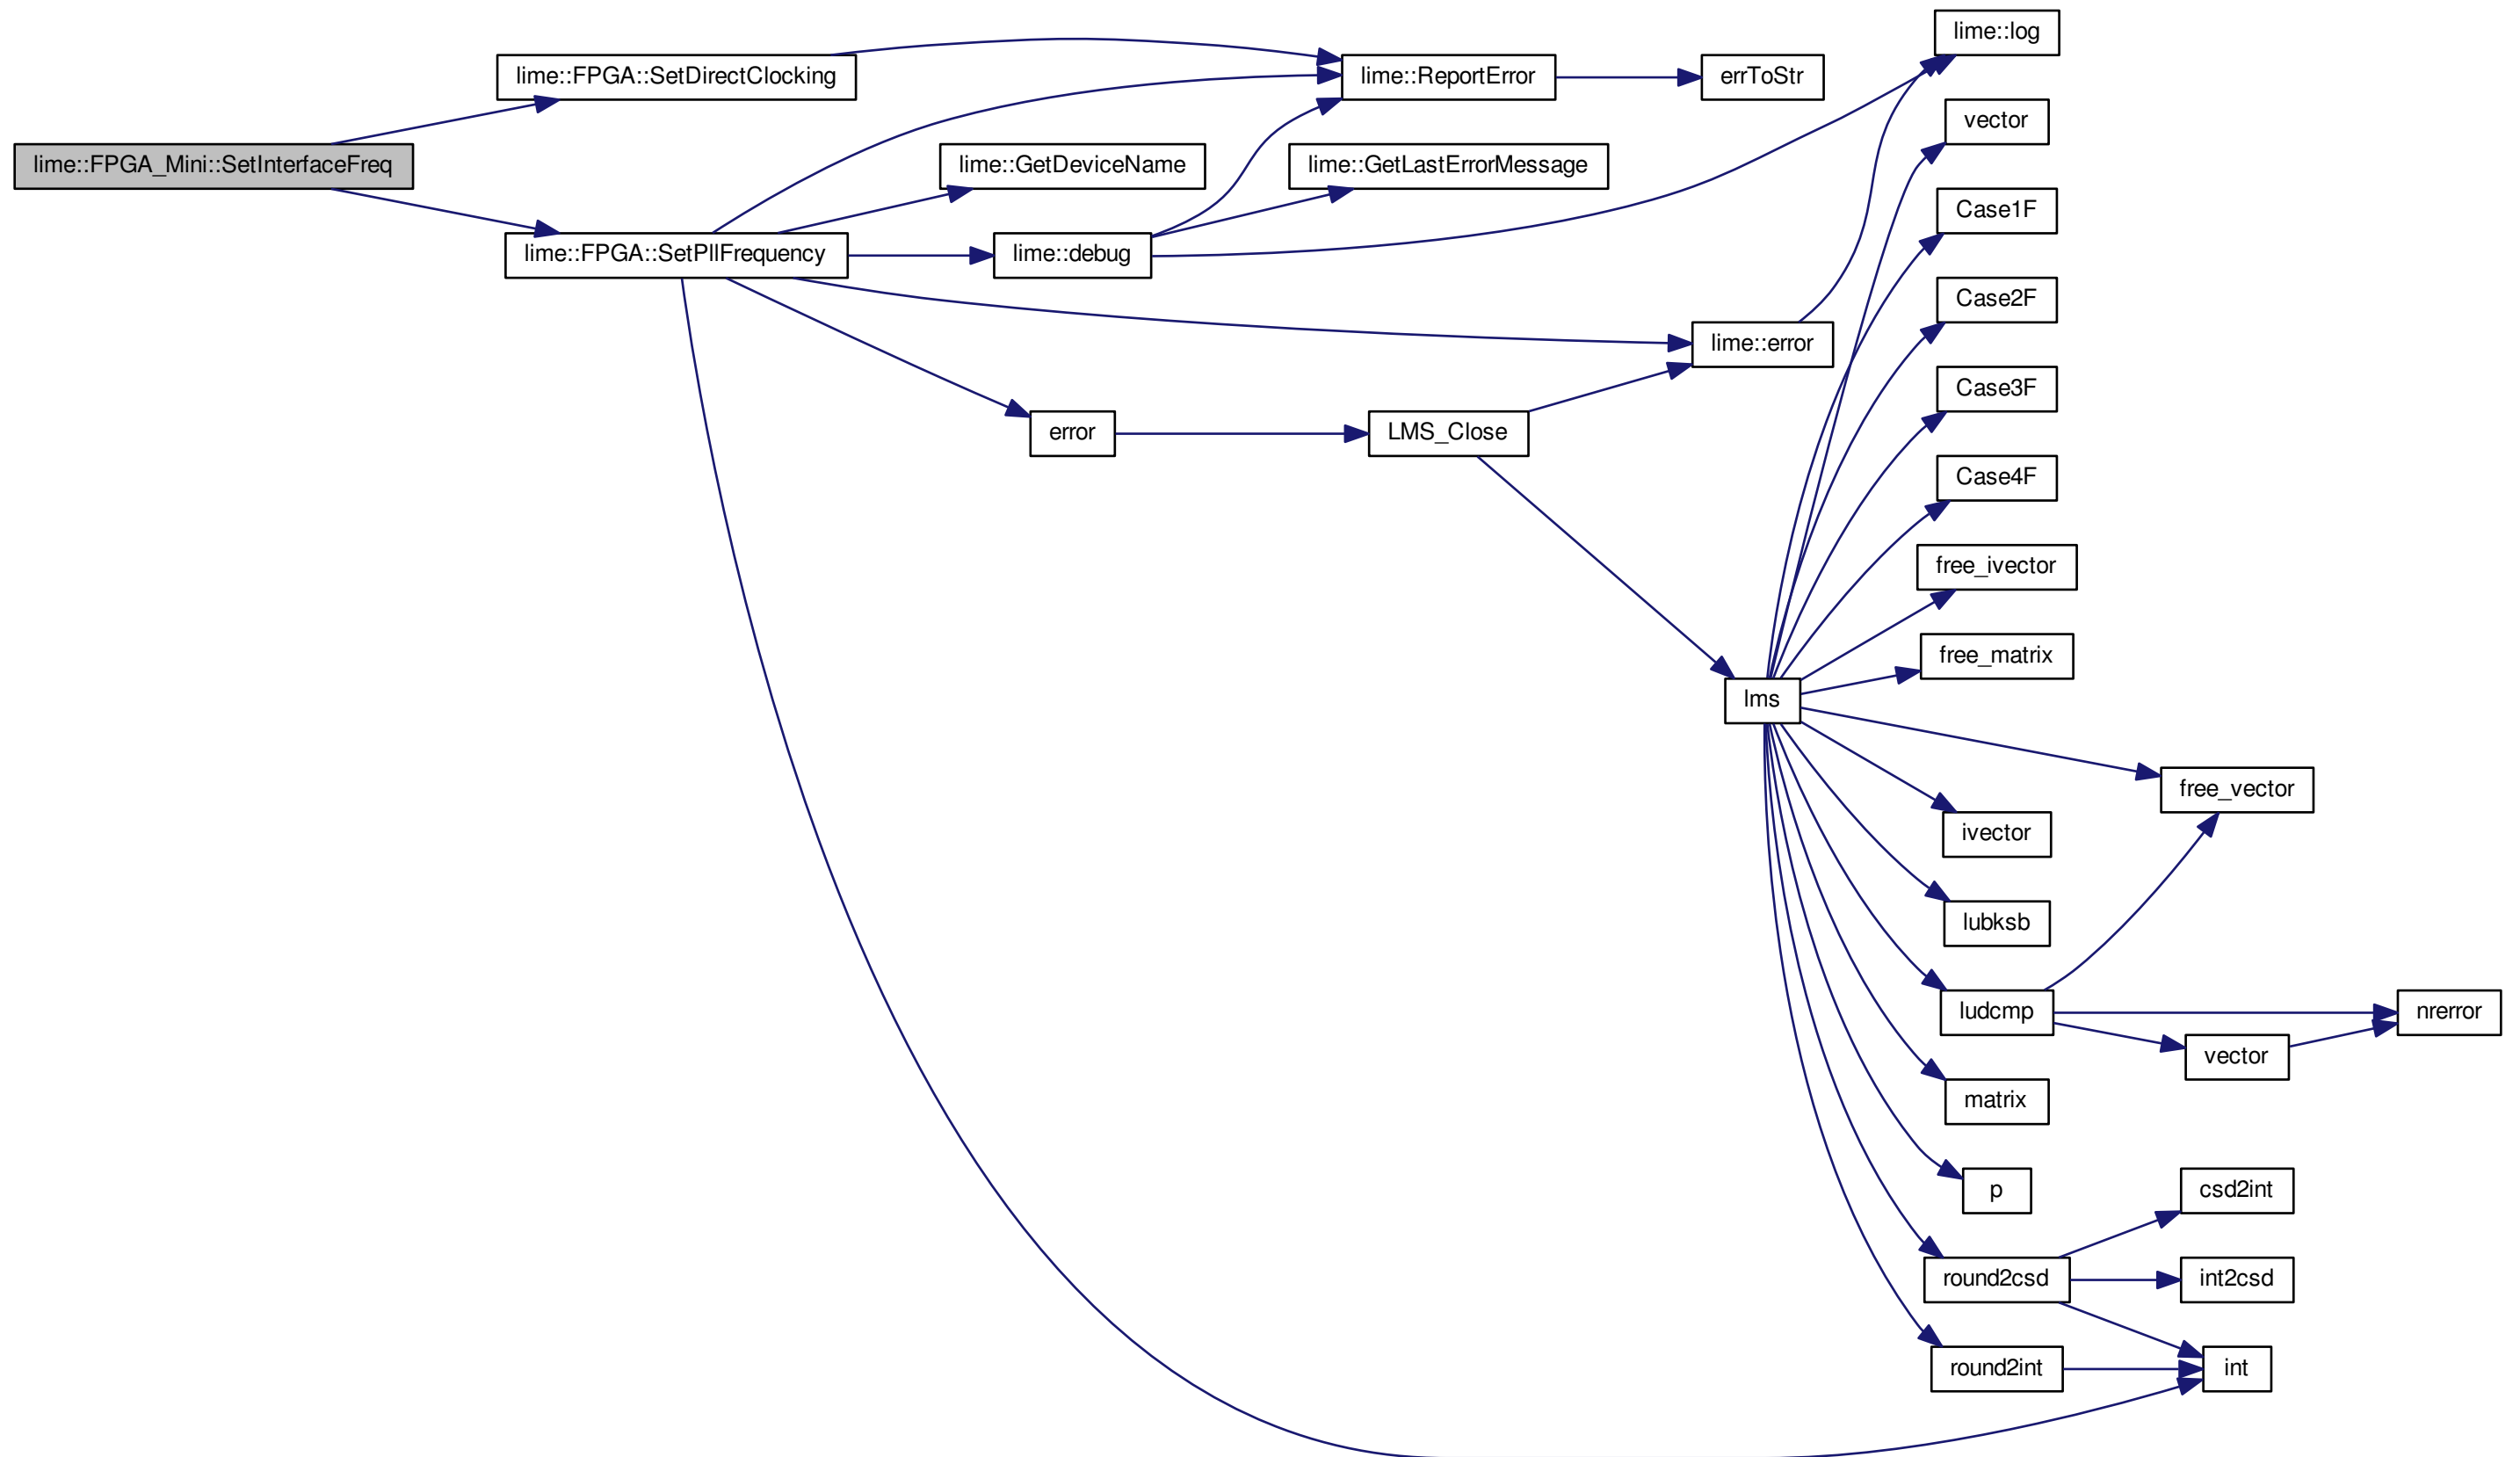 lime::FPGA_Mini::SetInterfaceFreq
lime::FPGA::SetDirectClocking
lime::FPGA::SetPllFrequency
lime::ReportError
errToStr
lime::GetDeviceName
lime::GetLastErrorMessage
lime::debug
lime::error
error
LMS_Close
lms
lime::log
vector
Case1F
Case2F
Case3F
Case4F
free_ivector
free_matrix
free_vector
ivector
lubksb
ludcmp
nrerror
vector
matrix
p
csd2int
round2csd
int2csd
round2int
int